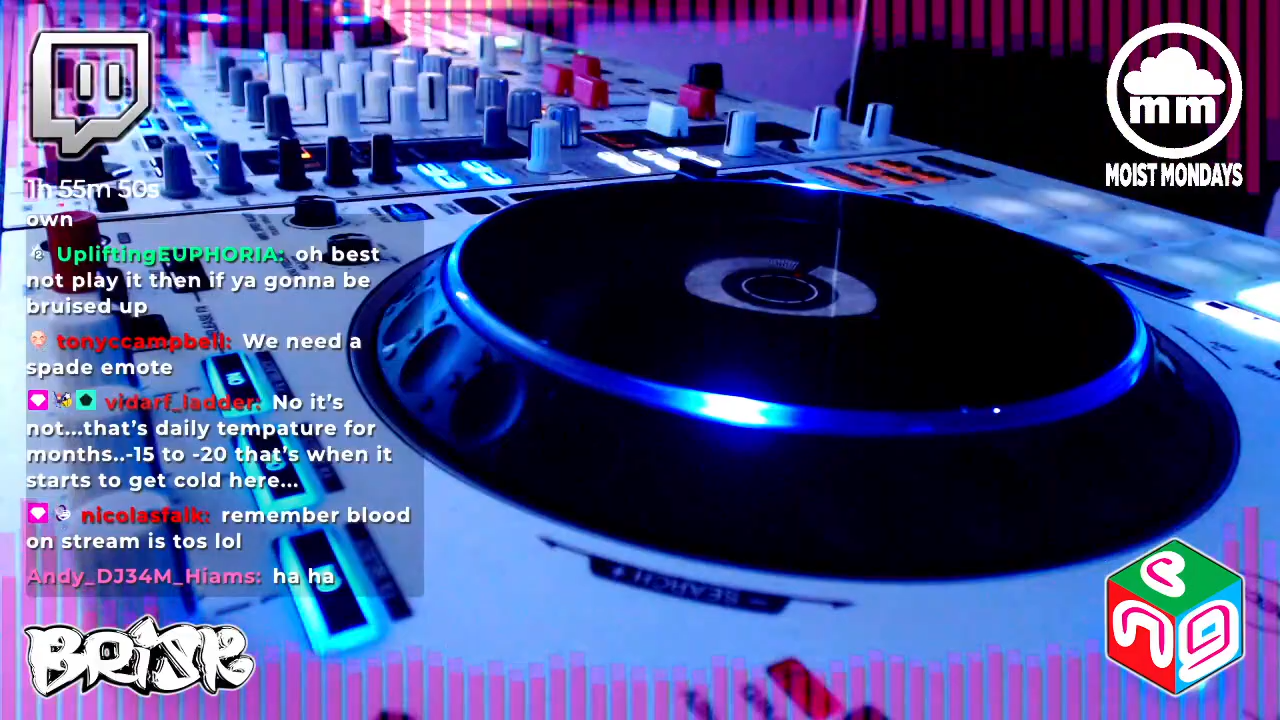 mm
MOIST MONDAYS
1h 55m 50s
own
UpliftingEUPHORIA: oh best
not play it then if ya gonna be
bruised up
tonyccampbell: We need a
spade emote
vidarf_ladder: No it's
not...that's daily tempature for
months..-15 to -20 that's when it
starts to get cold here...
nicolasfalk: remember blood
on stream is tos lol
Andy_DJ34M_Hiams: ha ha
SEARCH
BRISK